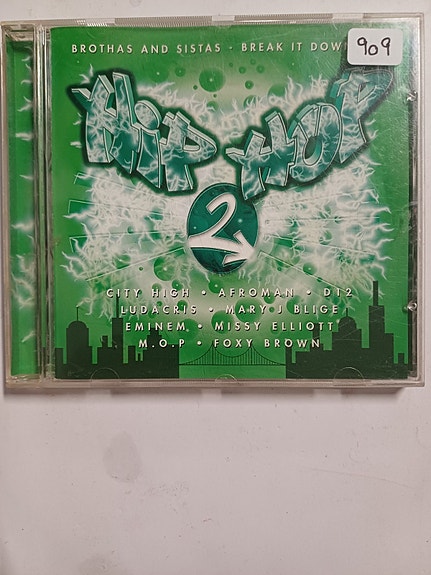 BROTHAS AND SISTAS - BREAK IT DOWN
909
HIP HOP
2
CITY HIGH • AFROMAN • D12
LUDACRIS • MARY J BLIGE
EMINEM • MISSY ELLIOTT
M.O.P • FOXY BROWN